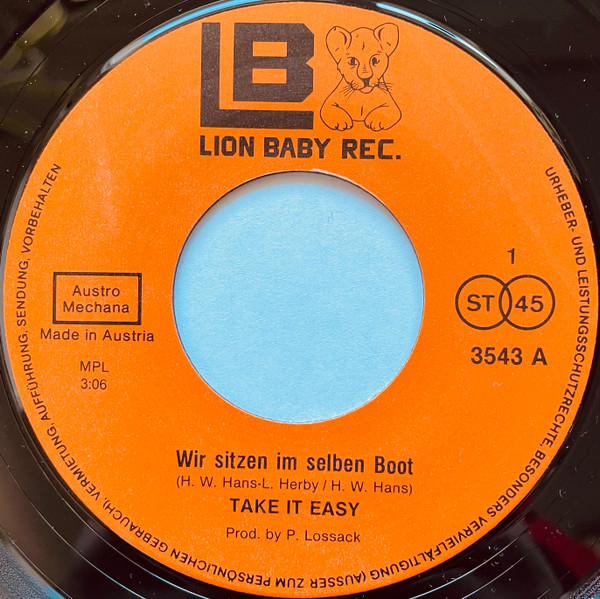 LB
LION BABY REC.
Austro
Mechana
Made in Austria
MPL
3:06
1
ST 45
3543 A
Wir sitzen im selben Boot
(H. W. Hans-L. Herby / H. W. Hans)
TAKE IT EASY
Prod. by P. Lossack
URHEBER- UND LEISTUNGSSCHUTZRECHTE, BESONDERS VERVIELFÄLTIGUNG (AUSSER ZUM PERSÖNLICHEN GEBRAUCH), VERMIETUNG, AUFFÜHRUNG, SENDUNG, VORBEHALTEN